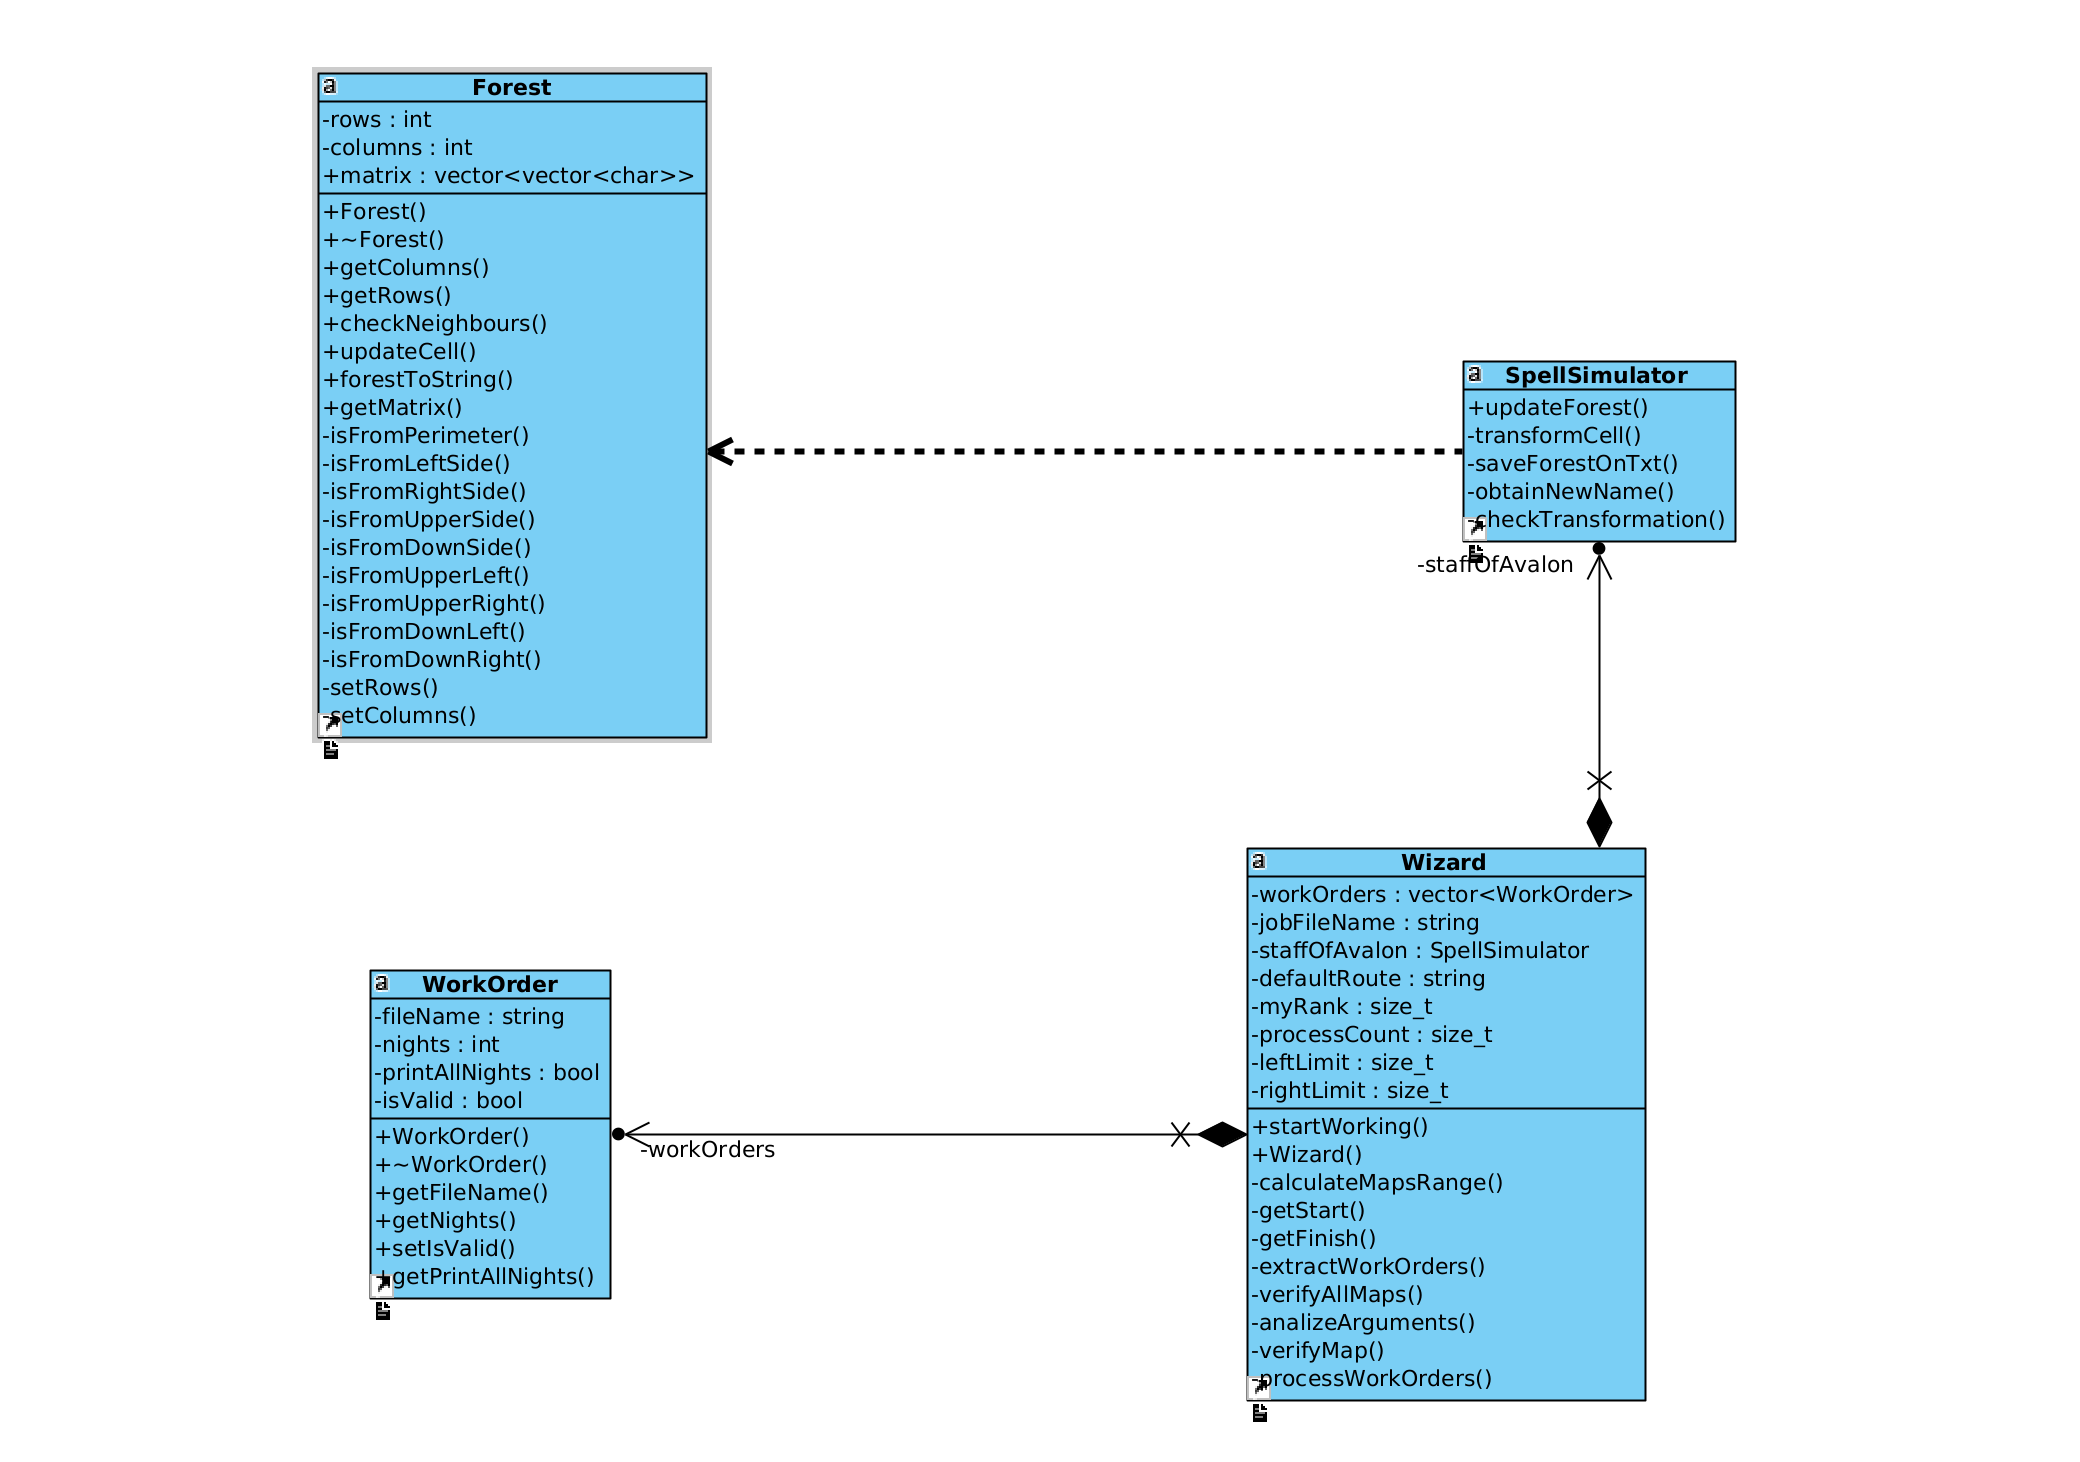 Forest
-rows : int
-columns : int
+matrix : vector<vector<char>>
+Forest()
+~Forest()
+getColumns()
+getRows()
+checkNeighbours()
+updateCell()
+forestToString()
+getMatrix()
-isFromPerimeter()
-isFromLeftSide()
-isFromRightSide()
-isFromUpperSide()
-isFromDownSide()
-isFromUpperLeft()
-isFromUpperRight()
-isFromDownLeft()
-isFromDownRight()
-setRows()
-setColumns()
SpellSimulator
+updateForest()
-transformCell()
-saveForestOnTxt()
-obtainNewName()
-checkTransformation()
-staffOfAvalon
Wizard
-workOrders : vector<WorkOrder>
-jobFileName : string
-staffOfAvalon : SpellSimulator
-defaultRoute : string
-myRank : size_t
-processCount : size_t
-leftLimit : size_t
-rightLimit : size_t
+startWorking()
+Wizard()
-calculateMapsRange()
-getStart()
-getFinish()
-extractWorkOrders()
-verifyAllMaps()
-analizeArguments()
-verifyMap()
-processWorkOrders()
WorkOrder
-fileName : string
-nights : int
-printAllNights : bool
-isValid : bool
+WorkOrder()
+~WorkOrder()
+getFileName()
+getNights()
+setIsValid()
+getPrintAllNights()
-workOrders